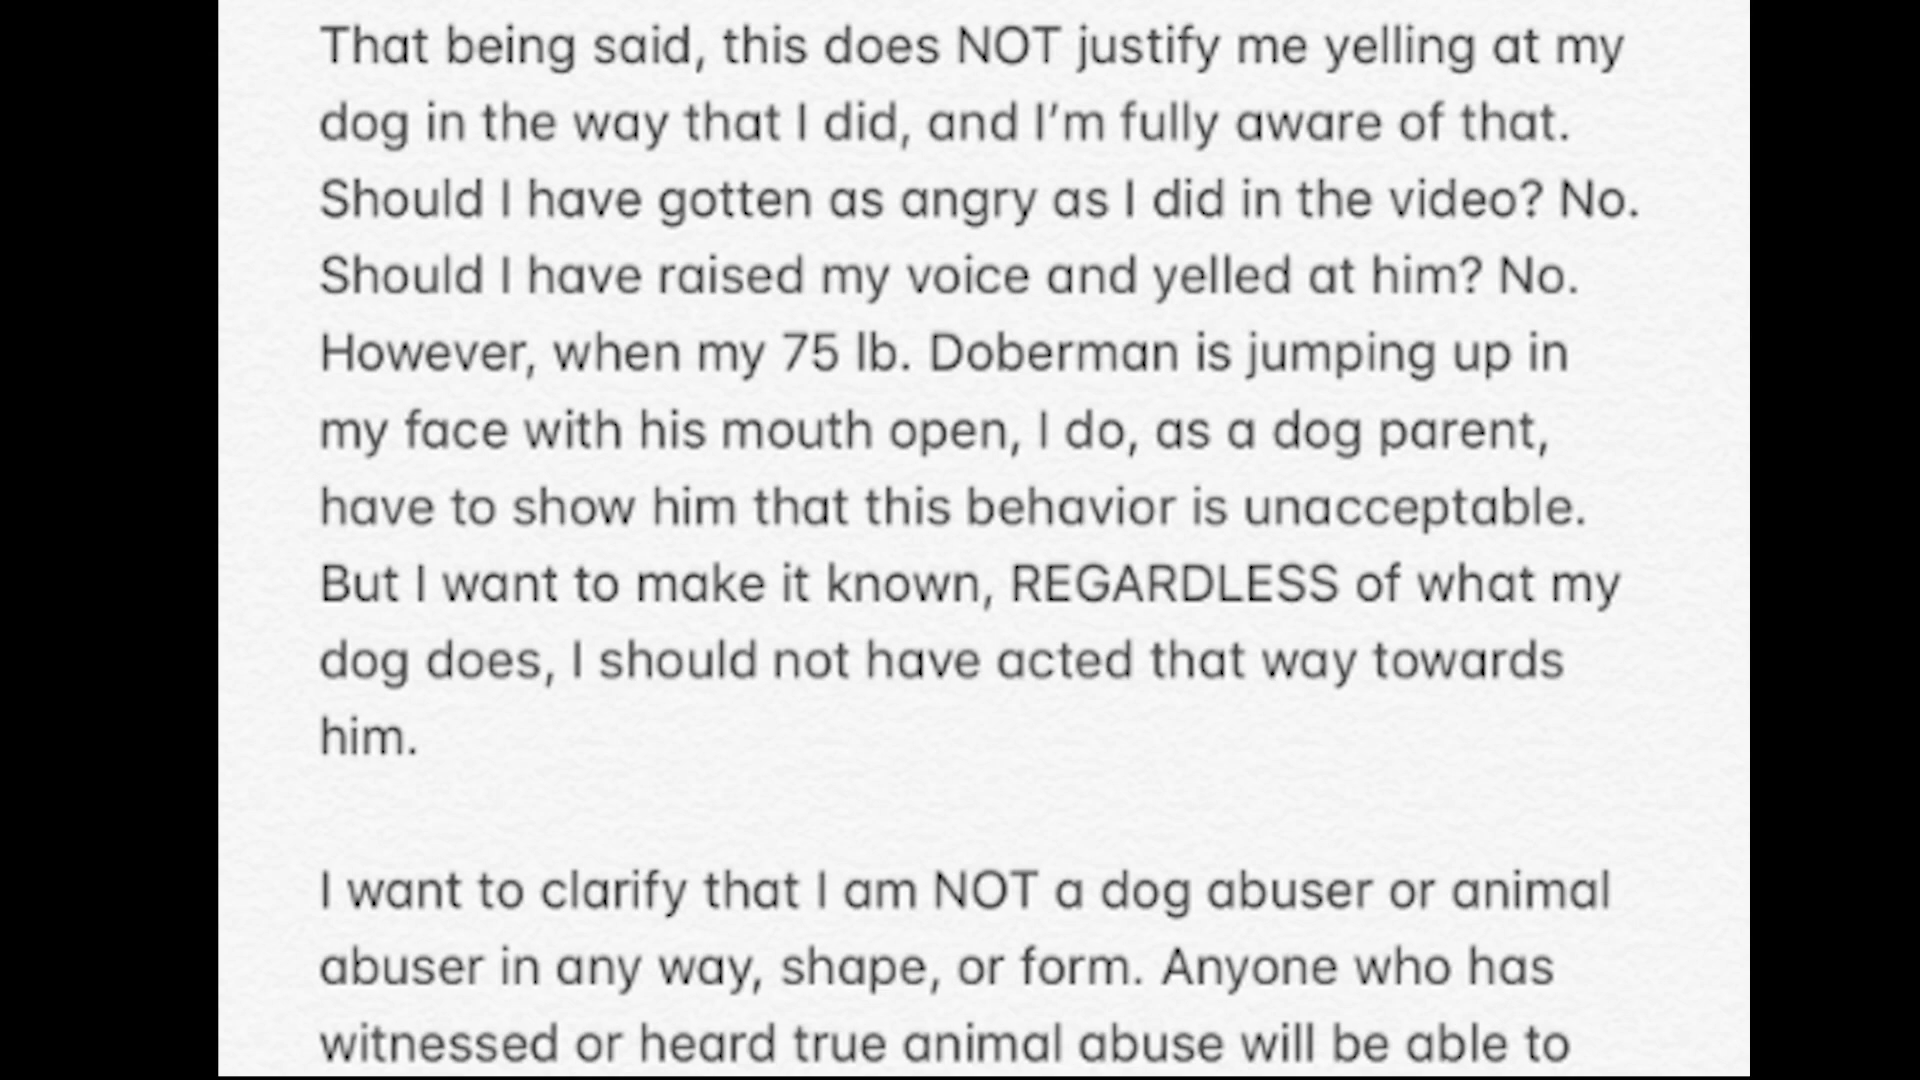 That being said, this does NOT justify me yelling at my
dog in the way that I did, and I’m fully aware of that.
Should I have gotten as angry as I did in the video? No.
Should I have raised my voice and yelled at him? No.
However, when my 75 lb. Doberman is jumping up in
my face with his mouth open, I do, as a dog parent,
have to show him that this behavior is unacceptable.
But I want to make it known, REGARDLESS of what my
dog does, I should not have acted that way towards
him.
I want to clarify that I am NOT a dog abuser or animal
abuser in any way, shape, or form. Anyone who has
witnessed or heard true animal abuse will be able to